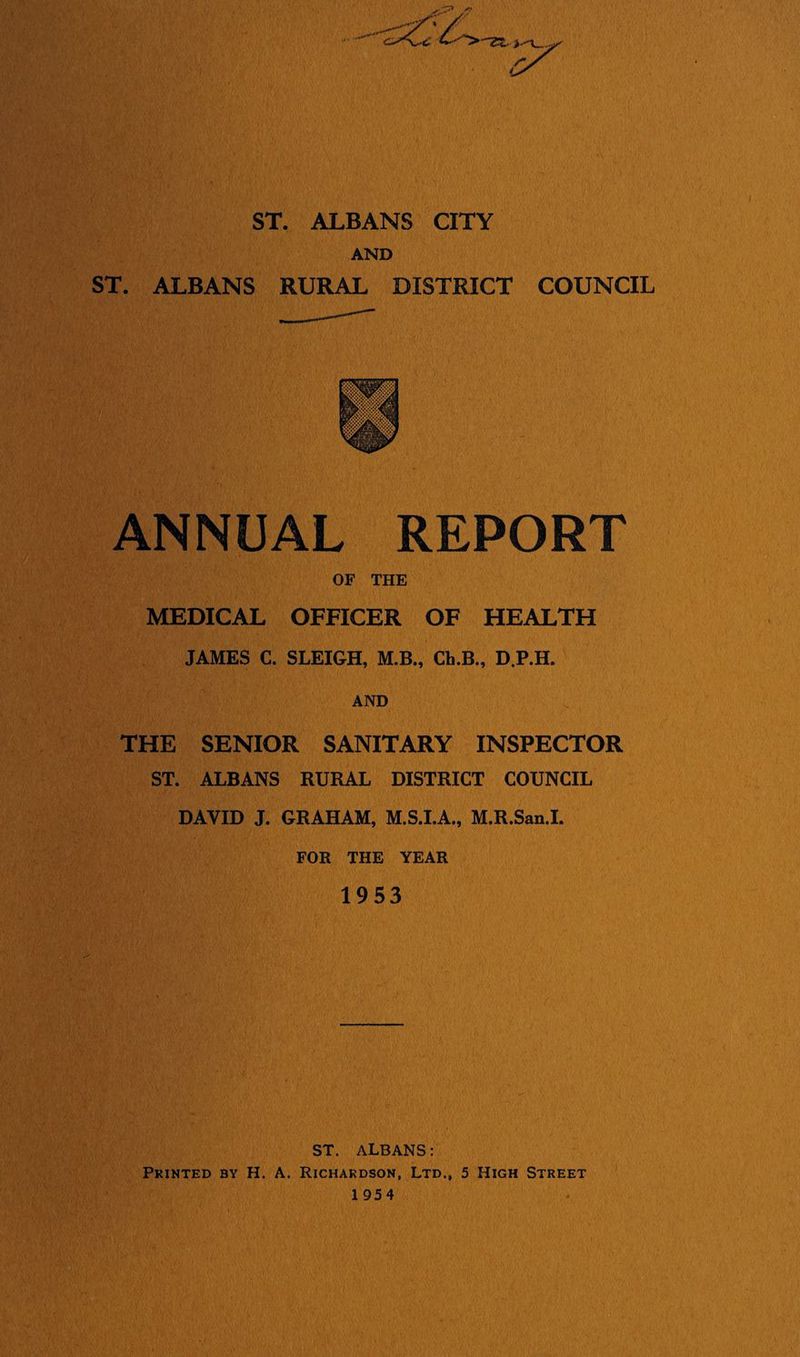 Library
ST. ALBANS CITY
AND
ST. ALBANS RURAL DISTRICT COUNCIL
ANNUAL REPORT
OF THE
MEDICAL OFFICER OF HEALTH
JAMES C. SLEIGH, M.B., Ch.B., D.P.H.
AND
THE SENIOR SANITARY INSPECTOR
ST. ALBANS RURAL DISTRICT COUNCIL
DAVID J. GRAHAM, M.S.I.A., M.R.San.I.
FOR THE YEAR
1953
ST. ALBANS:
PRINTED BY H. A. RICHARDSON, LTD., 5 HIGH STREET
1954